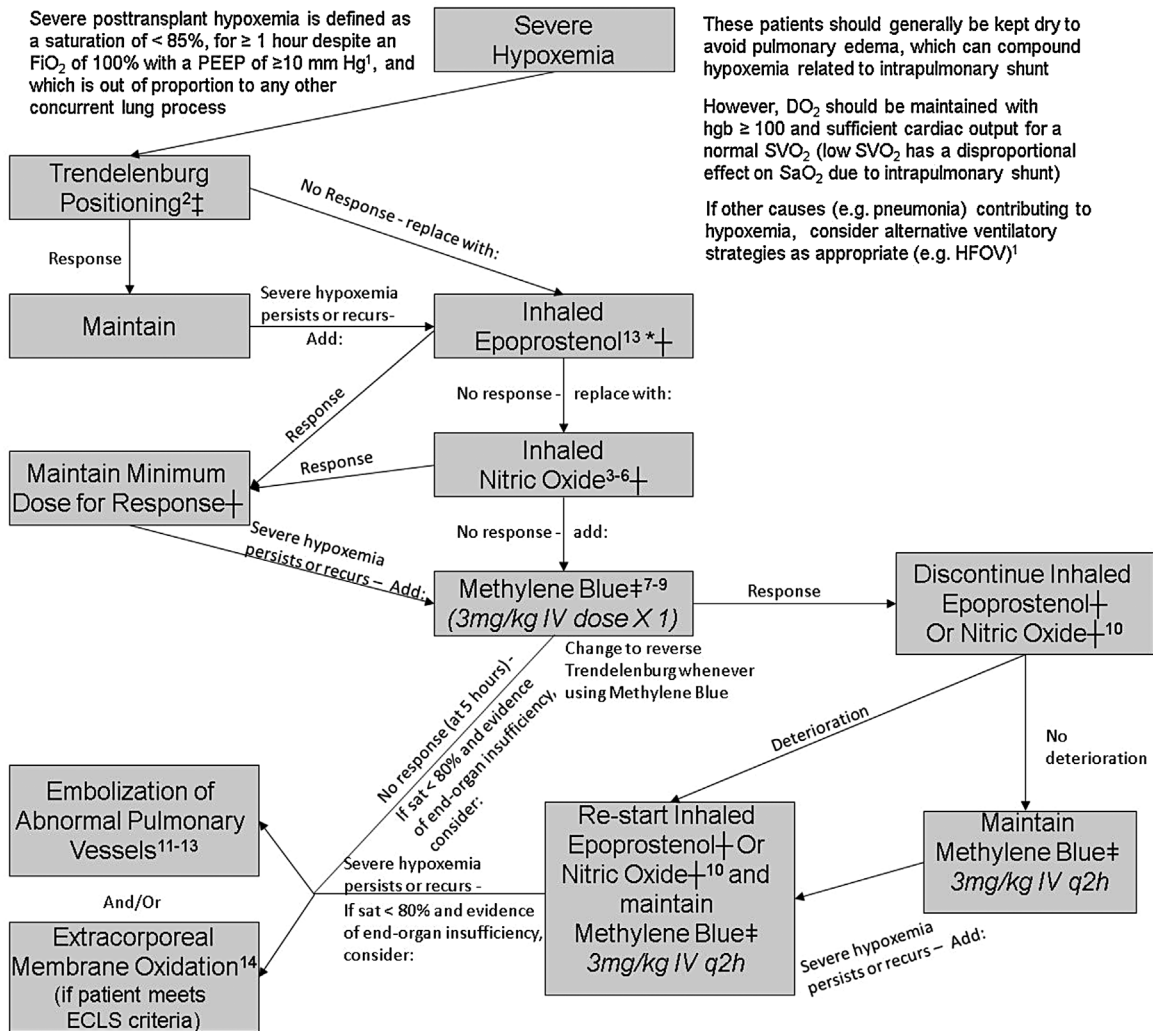 Severe posttransplant hypoxemia is defined as
a saturation of < 85%, for ≥ 1 hour despite an
FiO₂ of 100% with a PEEP of ≥10 mm Hg¹, and
which is out of proportion to any other
concurrent lung process
Severe
Hypoxemia
These patients should generally be kept dry to
avoid pulmonary edema, which can compound
hypoxemia related to intrapulmonary shunt
However, DO₂ should be maintained with
hgb ≥ 100 and sufficient cardiac output for a
normal SVO₂ (low SVO₂ has a disproportional
effect on SaO₂ due to intrapulmonary shunt)
If other causes (e.g. pneumonia) contributing to
hypoxemia, consider alternative ventilatory
strategies as appropriate (e.g. HFOV)¹
Trendelenburg
Positioning²‡
No Response - replace with:
Response
Maintain
Severe hypoxemia
persists or recurs-
Add:
Inhaled
Epoprostenol¹³ *┼
Response
No response - replace with:
Inhaled
Nitric Oxide³⁻⁶┼
Response
Maintain Minimum
Dose for Response┼
No response - add:
Severe hypoxemia
persists or recurs – Add:
Methylene Blue‡⁷⁻⁹
(3mg/kg IV dose X 1)
Response
Discontinue Inhaled
Epoprostenol┼
Or Nitric Oxide┼¹⁰
Change to reverse
Trendelenburg whenever
using Methylene Blue
No response (at 5 hours) -
If sat < 80% and evidence
of end-organ insufficiency,
consider:
Deterioration
No
deterioration
Embolization of
Abnormal Pulmonary
Vessels¹¹⁻¹³
And/Or
Extracorporeal
Membrane Oxidation¹⁴
(if patient meets
ECLS criteria)
Severe hypoxemia
persists or recurs -
If sat < 80% and evidence
of end-organ insufficiency,
consider:
Re-start Inhaled
Epoprostenol┼ Or
Nitric Oxide┼¹⁰ and
maintain
Methylene Blue‡
3mg/kg IV q2h
Maintain
Methylene Blue‡
3mg/kg IV q2h
Severe hypoxemia
persists or recurs – Add: